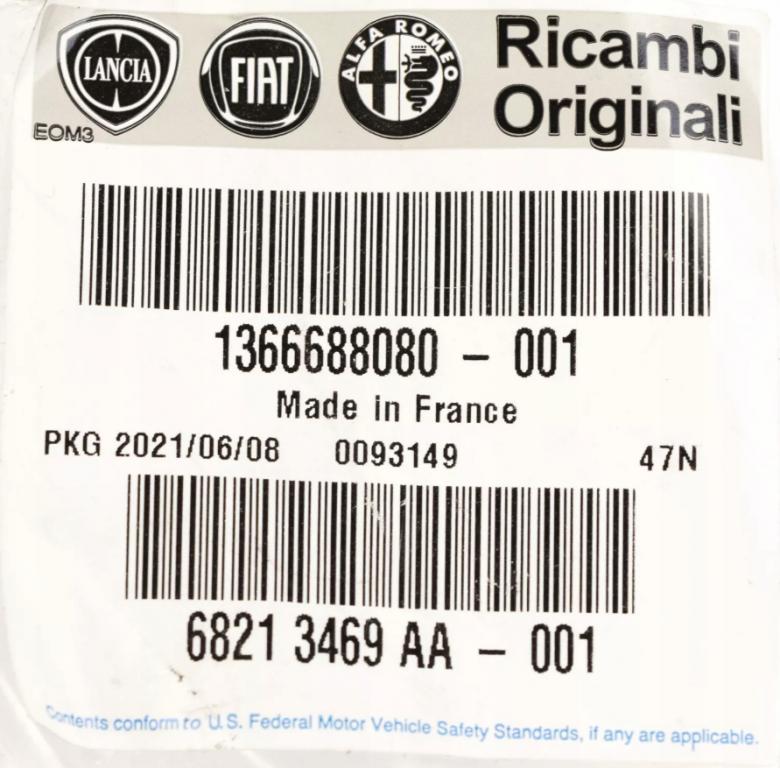 LANCIA FIAT ALFA ROMEO Ricambi
Originali
EOM3
1366688080 - 001
Made in France
PKG 2021/06/08 0093149 47N
6821 3469 AA - 001
Contents conform to U.S. Federal Motor Vehicle Safety Standards, if any are applicable.